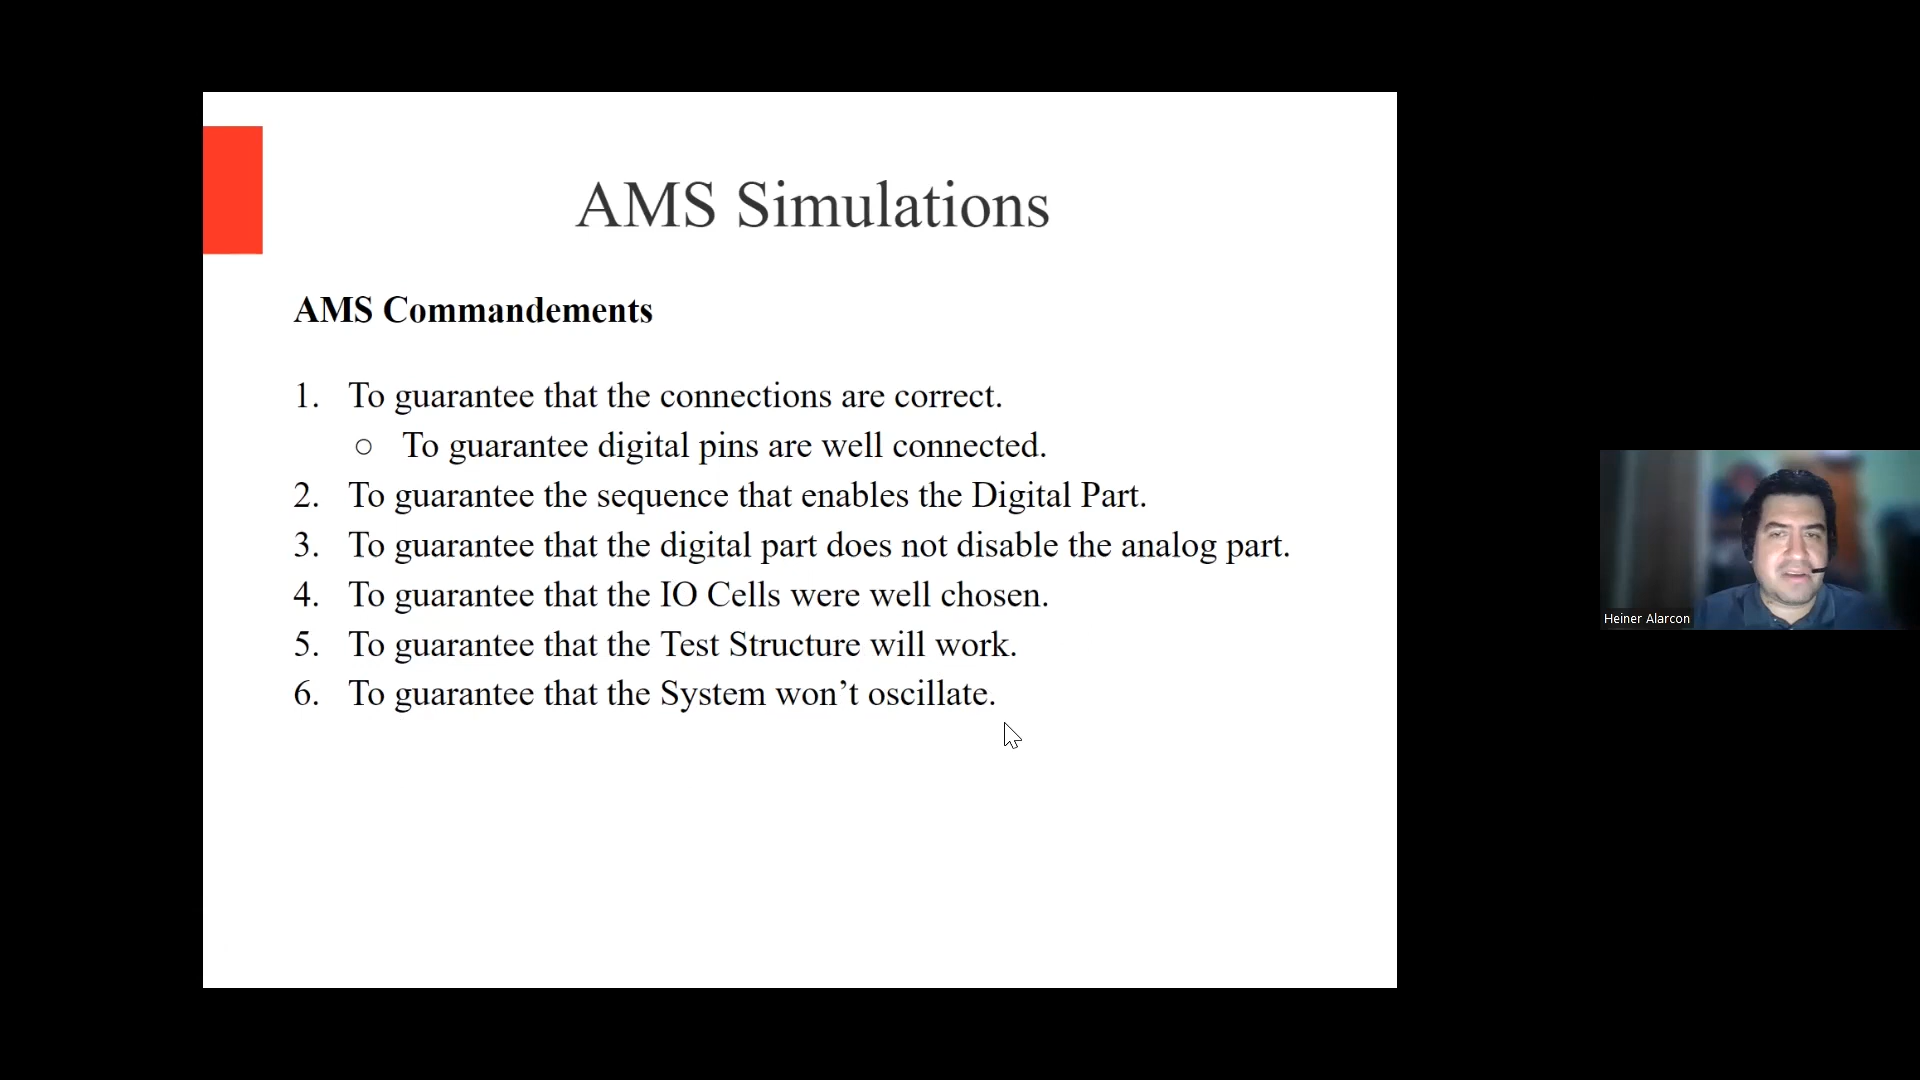 AMS Simulations
AMS Commandements
1. To guarantee that the connections are correct.
○ To guarantee digital pins are well connected.
2. To guarantee the sequence that enables the Digital Part.
3. To guarantee that the digital part does not disable the analog part.
4. To guarantee that the IO Cells were well chosen.
5. To guarantee that the Test Structure will work.
6. To guarantee that the System won’t oscillate.
Heiner Alarcon